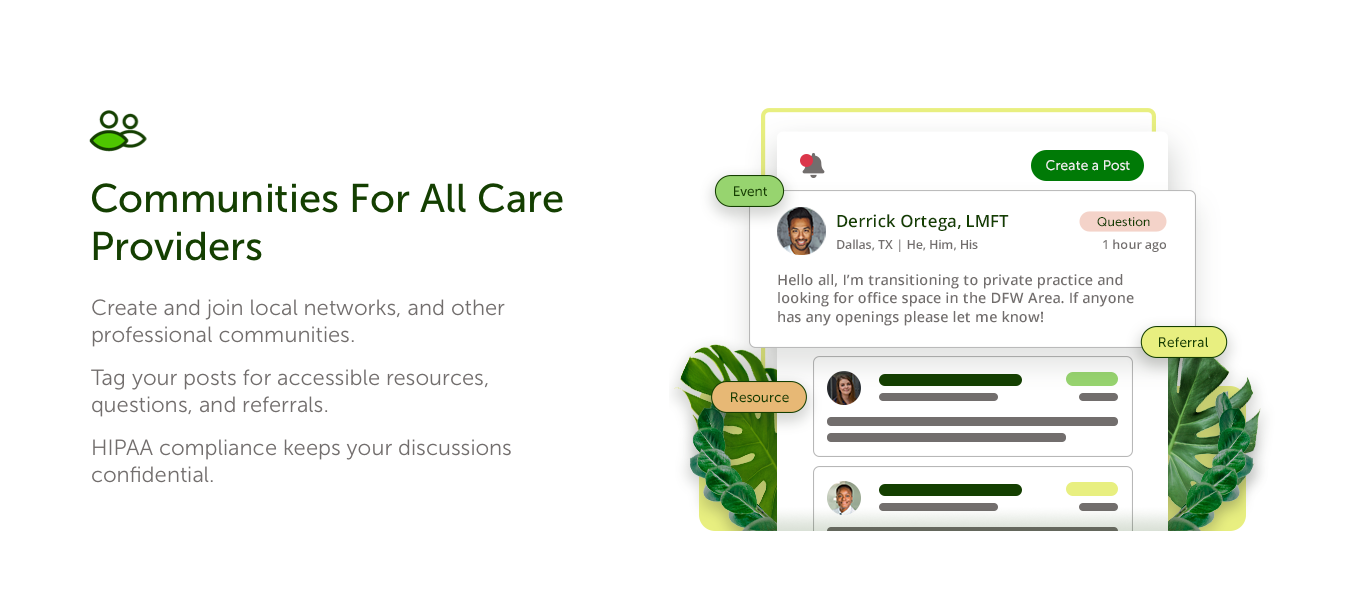 Communities For All Care
Providers
Create and join local networks, and other
professional communities.
Tag your posts for accessible resources,
questions, and referrals.
HIPAA compliance keeps your discussions
confidential.
Create a Post
Event
Derrick Ortega, LMFT
Question
Dallas, TX | He, Him, His
1 hour ago
Hello all, I’m transitioning to private practice and
looking for office space in the DFW Area. If anyone
has any openings please let me know!
Referral
Resource